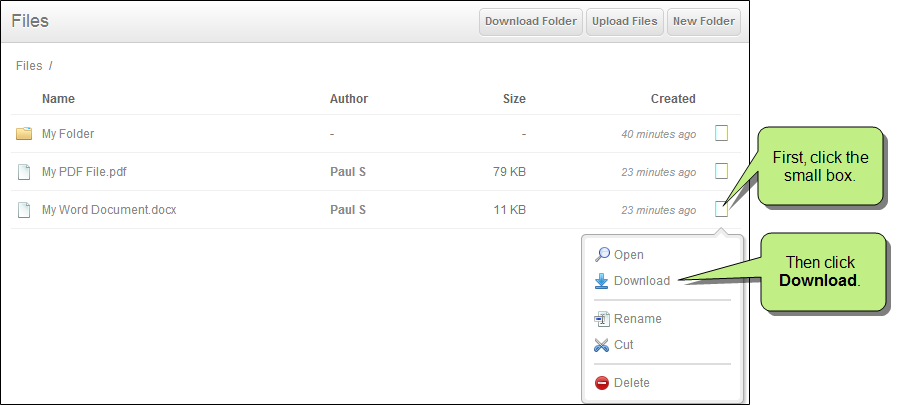 Files
Download Folder Upload Files New Folder
Files /
Name Author Size Created
My Folder - - 40 minutes ago
My PDF File.pdf Paul S 79 KB 23 minutes ago
My Word Document.docx Paul S 11 KB 23 minutes ago
First, click the
small box.
Open
Download
Rename
Cut
Delete
Then click
Download.